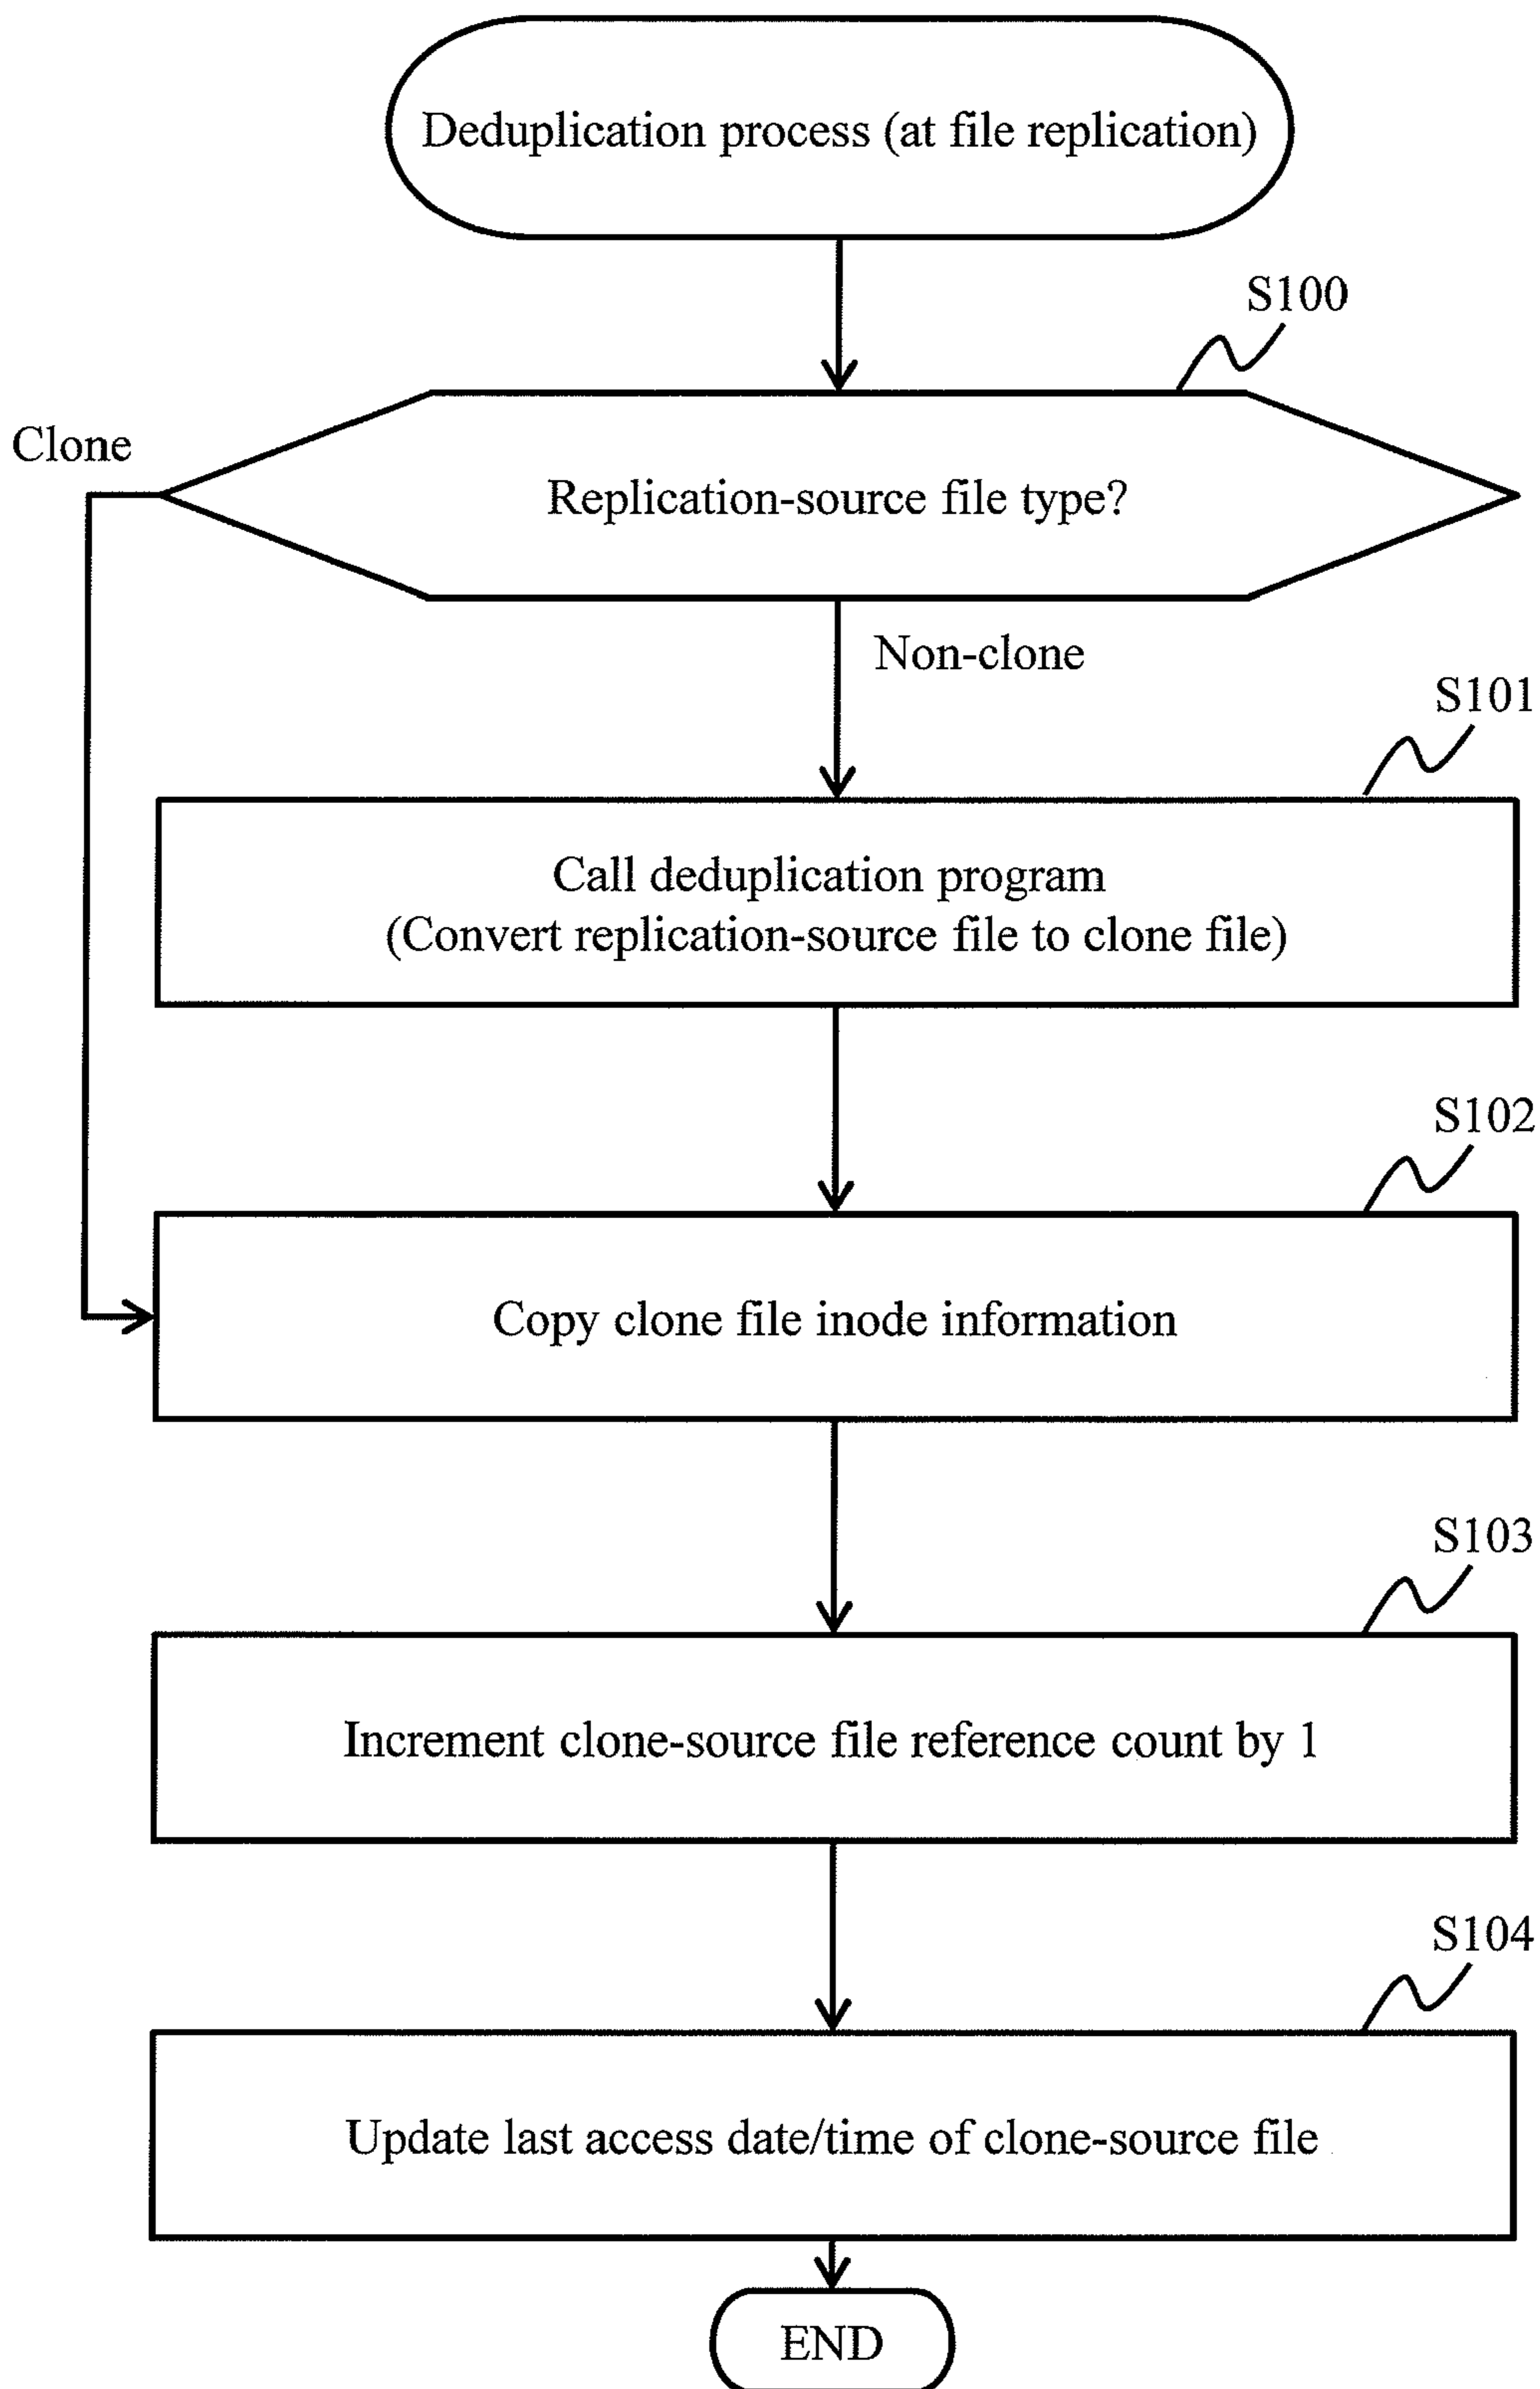 Deduplication process (at file replication)
S100
Clone
Replication-source file type?
Non-clone
S101
Call deduplication program
(Convert replication-source file to clone file)
S102
Copy clone file inode information
S103
Increment clone-source file reference count by 1
S104
Update last access date/time of clone-source file
END